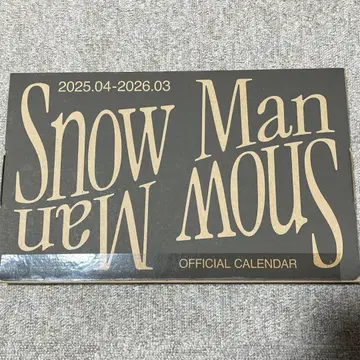 2025.04-2026.03
Snow Man
Snow Man
OFFICIAL CALENDAR